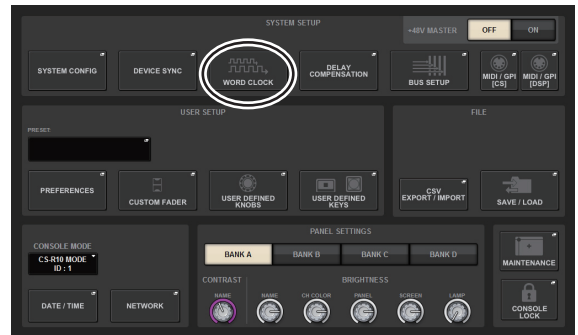 SYSTEM SETUP
+48V MASTER
OFF
ON
SYSTEM CONFIG
DEVICE SYNC
WORD CLOCK
DELAY
COMPENSATION
BUS SETUP
MIDI / GPI
[CS]
MIDI / GPI
[DSP]
USER SETUP
FILE
PRESET
PREFERENCES
CUSTOM FADER
USER DEFINED
KNOBS
USER DEFINED
KEYS
CSV
EXPORT / IMPORT
SAVE / LOAD
CONSOLE MODE
CS-R10 MODE
ID : 1
DATE / TIME
NETWORK
PANEL SETTINGS
BANK A
BANK B
BANK C
BANK D
CONTRAST
BRIGHTNESS
NAME
NAME
CH COLOR
PANEL
SCREEN
LAMP
MAINTENANCE
CONSOLE
LOCK